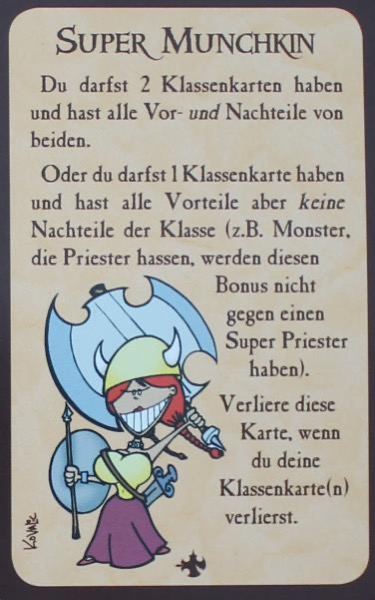 Super Munchkin
Du darfst 2 Klassenkarten haben
und hast alle Vor- und Nachteile von
beiden.
Oder du darfst 1 Klassenkarte haben
und hast alle Vorteile aber keine
Nachteile der Klasse (z.B. Monster,
die Priester hassen, werden diesen
Bonus nicht
gegen einen
Super Priester
haben).
Verliere diese
Karte, wenn
du deine
Klassenkarte(n)
verlierst.
Kovalic